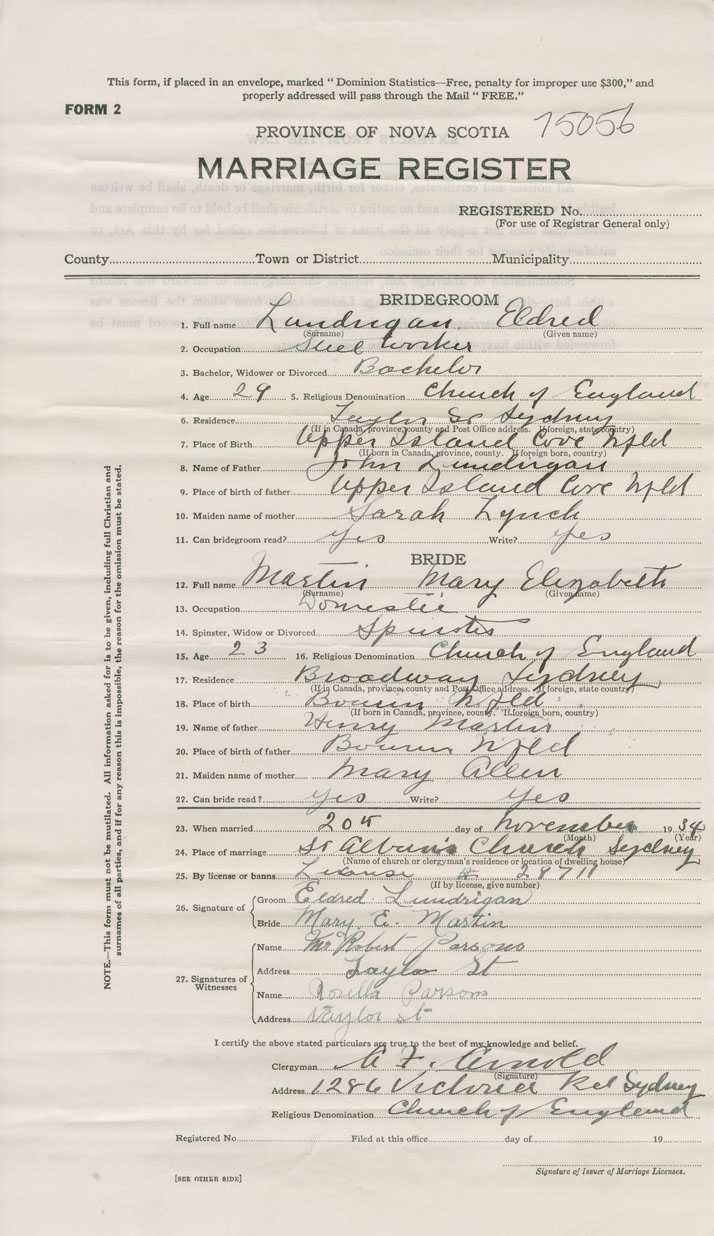 This form, if placed in an envelope, marked " Dominion Statistics—Free, penalty for improper use $300," and
properly addressed will pass through the Mail " FREE."
FORM 2
PROVINCE OF NOVA SCOTIA 15056
MARRIAGE REGISTER
REGISTERED No.
(For use of Registrar General only)
County Town or District Municipality
BRIDEGROOM
1. Full name Lundrigan Eldred
(Surname) (Given name)
2. Occupation Steel Worker
3. Bachelor, Widower or Divorced Bachelor
4. Age 29 5. Religious Denomination Church of England
6. Residence Taylor St Sydney
(If in Canada, province, county and Post Office address. If foreign, state country)
7. Place of Birth Upper Island Cove Nfld
(If born in Canada, province, county. If foreign born, country)
8. Name of Father John Lundrigan
9. Place of birth of father Upper Island Cove Nfld
10. Maiden name of mother Sarah Lynch
11. Can bridegroom read? yes Write? yes
BRIDE
12. Full name Martin Mary Elizabeth
(Surname) (Given name)
13. Occupation Domestic
14. Spinster, Widow or Divorced Spinster
15. Age 23 16. Religious Denomination Church of England
17. Residence Broadway Sydney
(If in Canada, province, county and Post Office address. If foreign, state country)
18. Place of birth Nfld
(If born in Canada, province, county. If foreign born, country)
19. Name of father Henry Martin
20. Place of birth of father Nfld
21. Maiden name of mother Mary Allen
22. Can bride read? yes Write? yes
23. When married 20th day of November 1934
(Month) (Year)
24. Place of marriage St Alban's Church Sydney
(Name of church or clergyman's residence or location of dwelling house)
25. By license or banns License # 28711
(If by license, give number)
26. Signature of
Groom Eldred Lundrigan
Bride Mary E. Martin
27. Signatures of
Witnesses
Name Mr Robert Parsons
Address Taylor St
Name Rosella Parsons
Address Taylor st
I certify the above stated particulars are true to the best of my knowledge and belief.
Clergyman A F. Arnold
(Signature)
Address 1286 Victoria Rd Sydney
Religious Denomination Church of England
Registered No. Filed at this office day of 19
Signature of Issuer of Marriage Licenses.
[SEE OTHER SIDE]
NOTE.—This form must not be mutilated. All information asked for is to be given, including full Christian and
surnames of all parties, and if for any reason this is impossible, the reason for the omission must be stated.